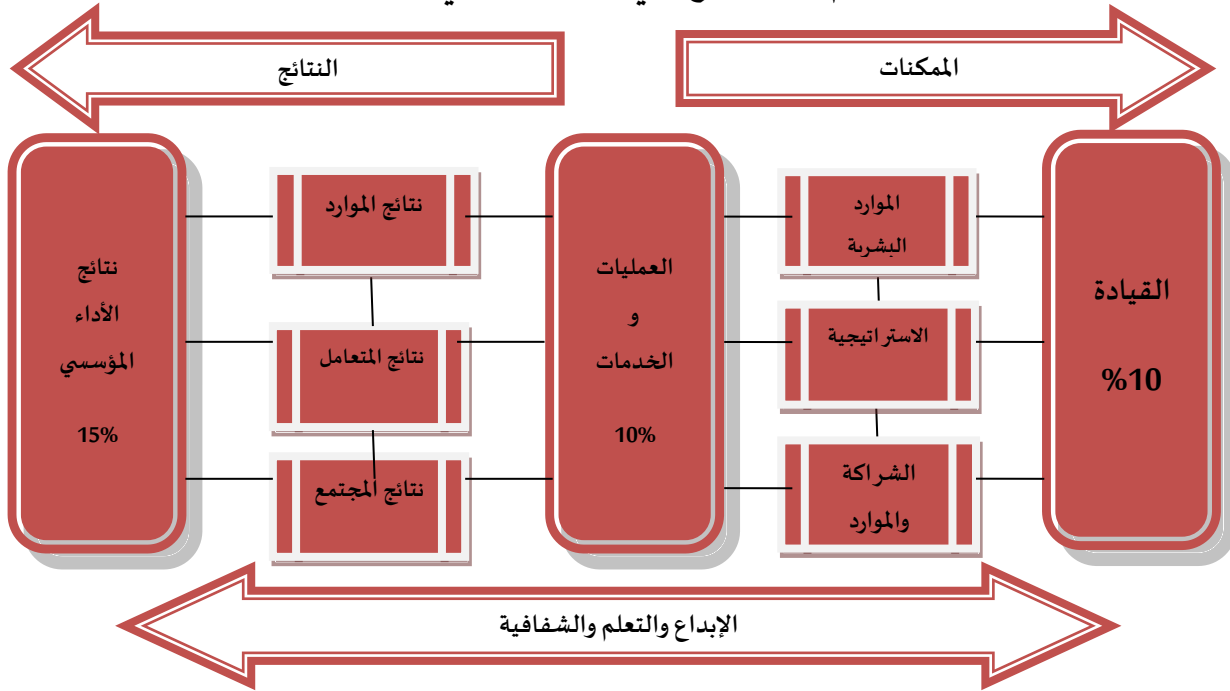 الممكنات
النتائج
القيادة
%10
الموارد
البشرية
الاستراتيجية
الشراكة
والموارد
العمليات
و
الخدمات
10%
نتائج الموارد
نتائج المتعامل
نتائج المجتمع
نتائج
الأداء
المؤسسي
15%
الإبداع والتعلم والشفافية